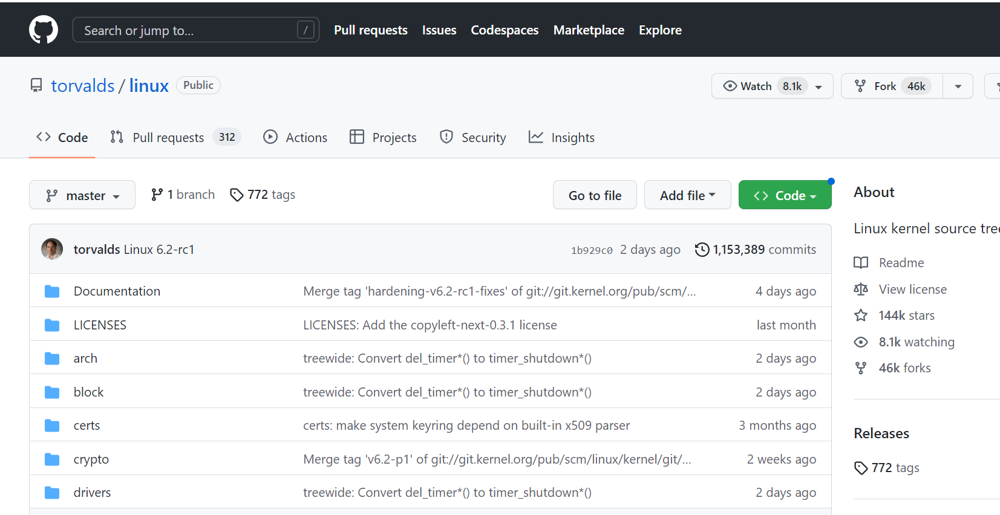 Search or jump to... / Pull requests Issues Codespaces Marketplace Explore
torvalds / linux Public Watch 8.1k Fork 46k
Code Pull requests 312 Actions Projects Security Insights
master 1 branch 772 tags Go to file Add file Code
torvalds Linux 6.2-rc1 1b929c0 2 days ago 1,153,389 commits
Documentation Merge tag 'hardening-v6.2-rc1-fixes' of git://git.kernel.org/pub/scm/... 4 days ago
LICENSES LICENSES: Add the copyleft-next-0.3.1 license last month
arch treewide: Convert del_timer*() to timer_shutdown*() 2 days ago
block treewide: Convert del_timer*() to timer_shutdown*() 2 days ago
certs certs: make system keyring depend on built-in x509 parser 3 months ago
crypto Merge tag 'v6.2-p1' of git://git.kernel.org/pub/scm/linux/kernel/git/... 2 weeks ago
drivers treewide: Convert del_timer*() to timer_shutdown*() 2 days ago
About
Linux kernel source tree
Readme
View license
144k stars
8.1k watching
46k forks
Releases
772 tags